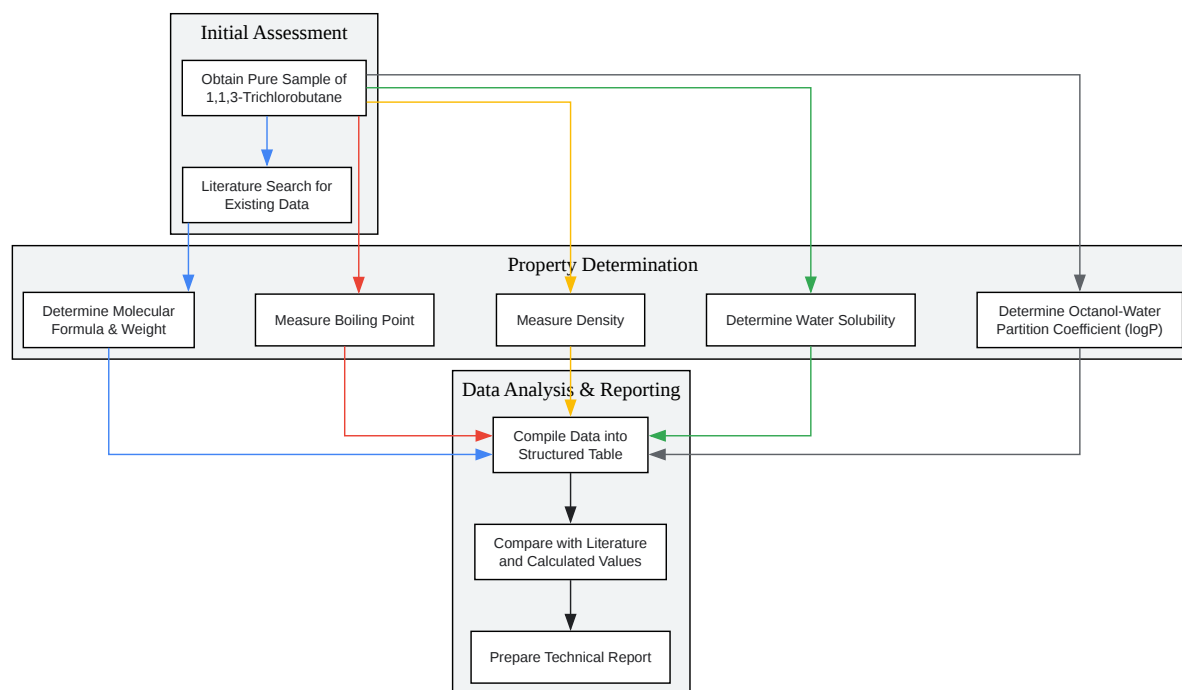 Initial Assessment
Obtain Pure Sample of
1,1,3-Trichlorobutane
Literature Search for
Existing Data
Property Determination
Determine Molecular
Formula & Weight
Measure Boiling Point
Measure Density
Determine Water Solubility
Determine Octanol-Water
Partition Coefficient (logP)
Data Analysis & Reporting
Compile Data into
Structured Table
Compare with Literature
and Calculated Values
Prepare Technical Report